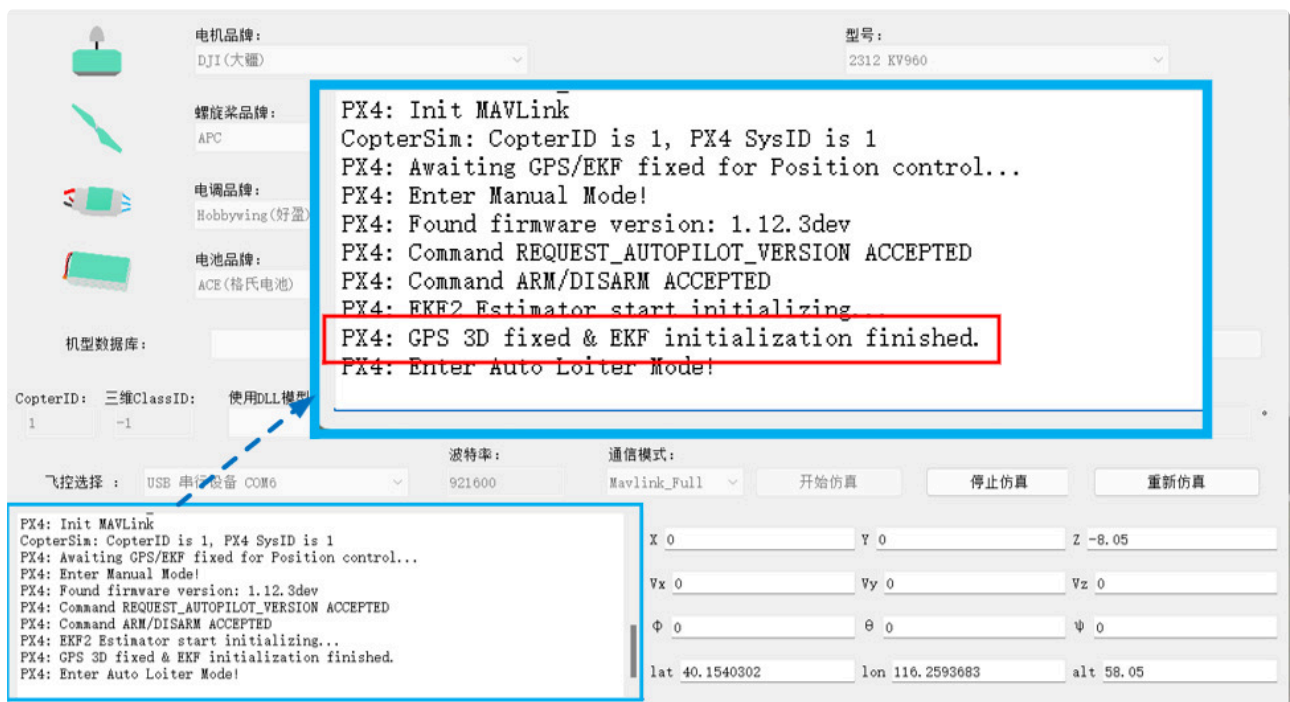 电机品牌：
型号：
DJI(大疆)
2312 KV960
螺旋桨品牌：
APC
电调品牌：
Hobbywing(好盈)
电池品牌：
ACE(格氏电池)
PX4: Init MAVLink
CopterSim: CopterID is 1, PX4 SysID is 1
PX4: Awaiting GPS/EKF fixed for Position control...
PX4: Enter Manual Mode!
PX4: Found firmware version: 1.12.3dev
PX4: Command REQUEST_AUTOPILOT_VERSION ACCEPTED
PX4: Command ARM/DISARM ACCEPTED
PX4: EKF2 Estimator start initializing...
PX4: GPS 3D fixed & EKF initialization finished.
PX4: Enter Auto Loiter Mode!
机型数据库：
CopterID: 三维ClassID: 使用DLL模型
1 -1 °
波特率： 通信模式：
飞控选择 ： USB 串行设备 COM6 921600 Mavlink_Full 开始仿真 停止仿真 重新仿真
PX4: Init MAVLink
CopterSim: CopterID is 1, PX4 SysID is 1
PX4: Awaiting GPS/EKF fixed for Position control...
PX4: Enter Manual Mode!
PX4: Found firmware version: 1.12.3dev
PX4: Command REQUEST_AUTOPILOT_VERSION ACCEPTED
PX4: Command ARM/DISARM ACCEPTED
PX4: EKF2 Estimator start initializing...
PX4: GPS 3D fixed & EKF initialization finished.
PX4: Enter Auto Loiter Mode!
X 0 Y 0 Z -8.05
Vx 0 Vy 0 Vz 0
Φ 0 θ 0 ψ 0
lat 40.1540302 lon 116.2593683 alt 58.05